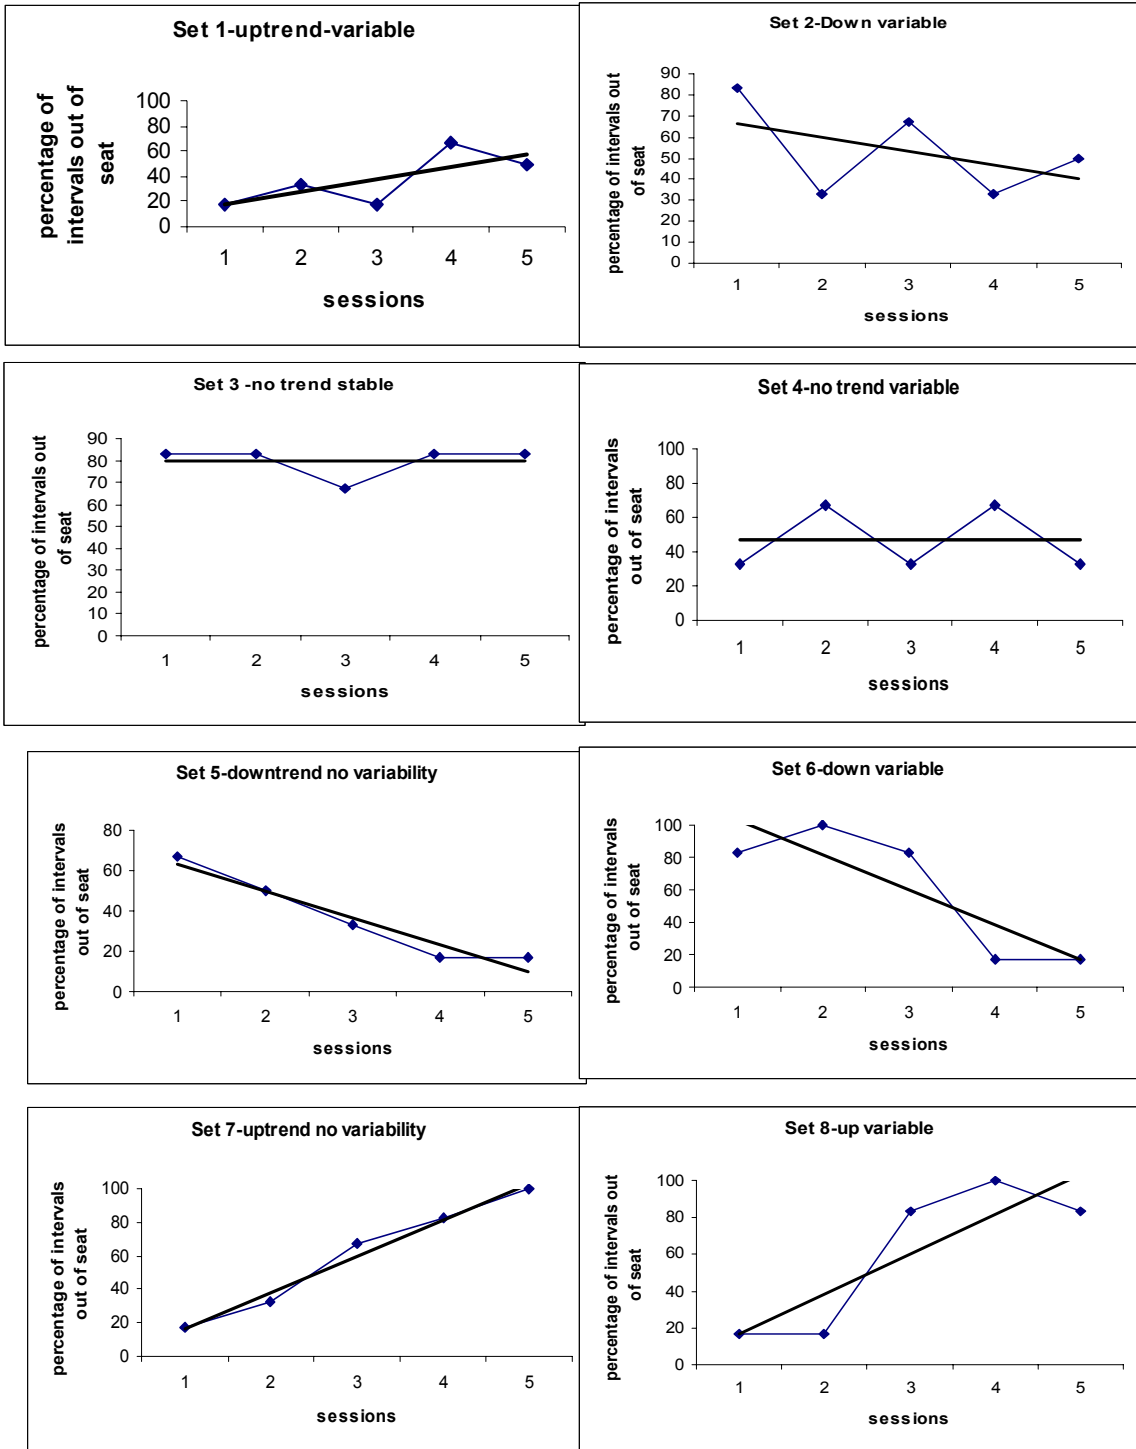 Set 1-uptrend-variable
percentage of
intervals out of
seat
100
80
60
40
20
0
1 2 3 4 5
sessions
Set 2-Down variable
percentage of intervals out
of seat
90
80
70
60
50
40
30
20
10
0
1 2 3 4 5
sessions
Set 3 -no trend stable
percentage of intervals out
of seat
90
80
70
60
50
40
30
20
10
0
1 2 3 4 5
sessions
Set 4-no trend variable
percentage of intervals
out of seat
100
80
60
40
20
0
1 2 3 4 5
sessions
Set 5-downtrend no variability
percentage of intervals
out of seat
80
60
40
20
0
1 2 3 4 5
sessions
Set 6-down variable
percentage of intervals
out of seat
100
80
60
40
20
0
1 2 3 4 5
sessions
Set 7-uptrend no variability
percentage of intervals
out of seat
100
80
60
40
20
0
1 2 3 4 5
sessions
Set 8-up variable
percentage of intervals out
of seat
100
80
60
40
20
0
1 2 3 4 5
sessions